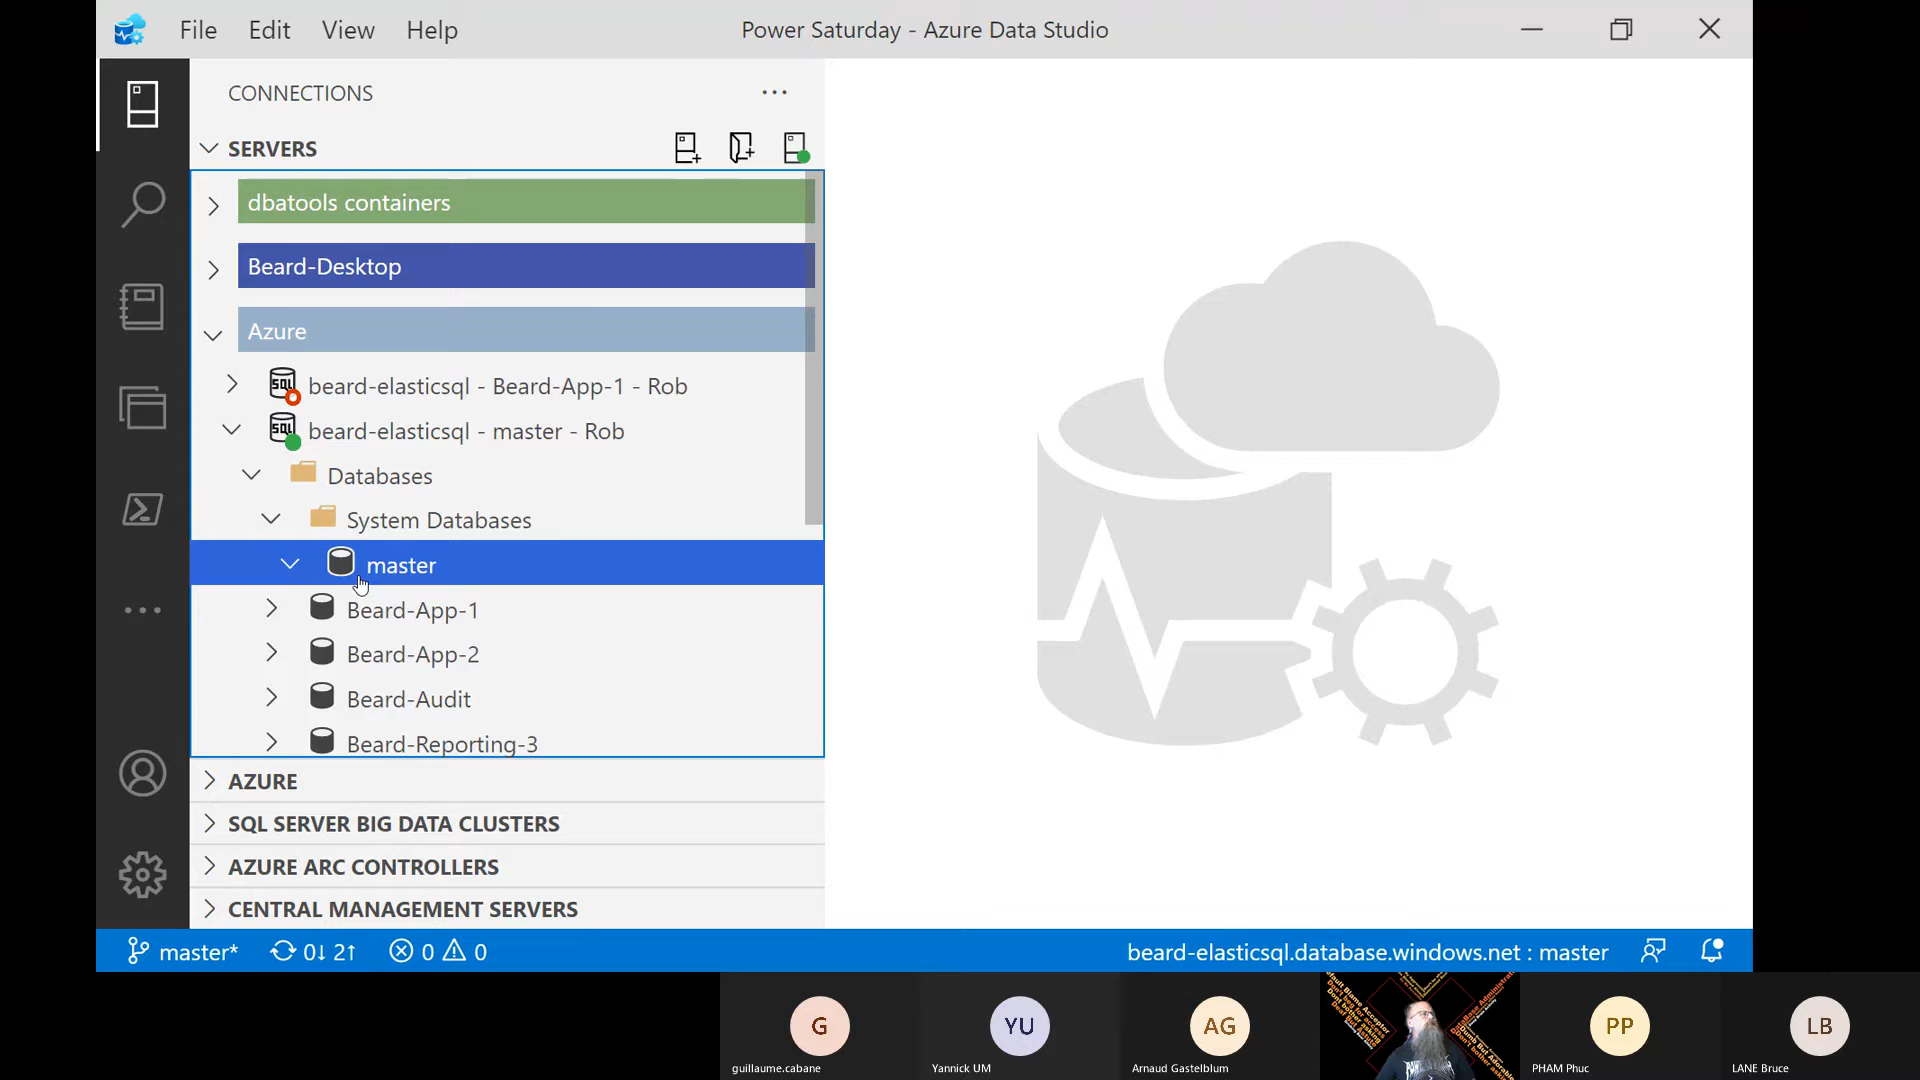 File Edit View Help
Power Saturday - Azure Data Studio
CONNECTIONS
SERVERS
dbatools containers
Beard-Desktop
Azure
SQL beard-elasticsql - Beard-App-1 - Rob
SQL beard-elasticsql - master - Rob
Databases
System Databases
master
Beard-App-1
Beard-App-2
Beard-Audit
Beard-Reporting-3
AZURE
SQL SERVER BIG DATA CLUSTERS
AZURE ARC CONTROLLERS
CENTRAL MANAGEMENT SERVERS
master* 0↓ 2↑ 0 0
beard-elasticsql.database.windows.net : master
G YU AG PP LB
guillaume.cabane Yannick UM Arnaud Gastelblum PHAM Phuc LANE Bruce